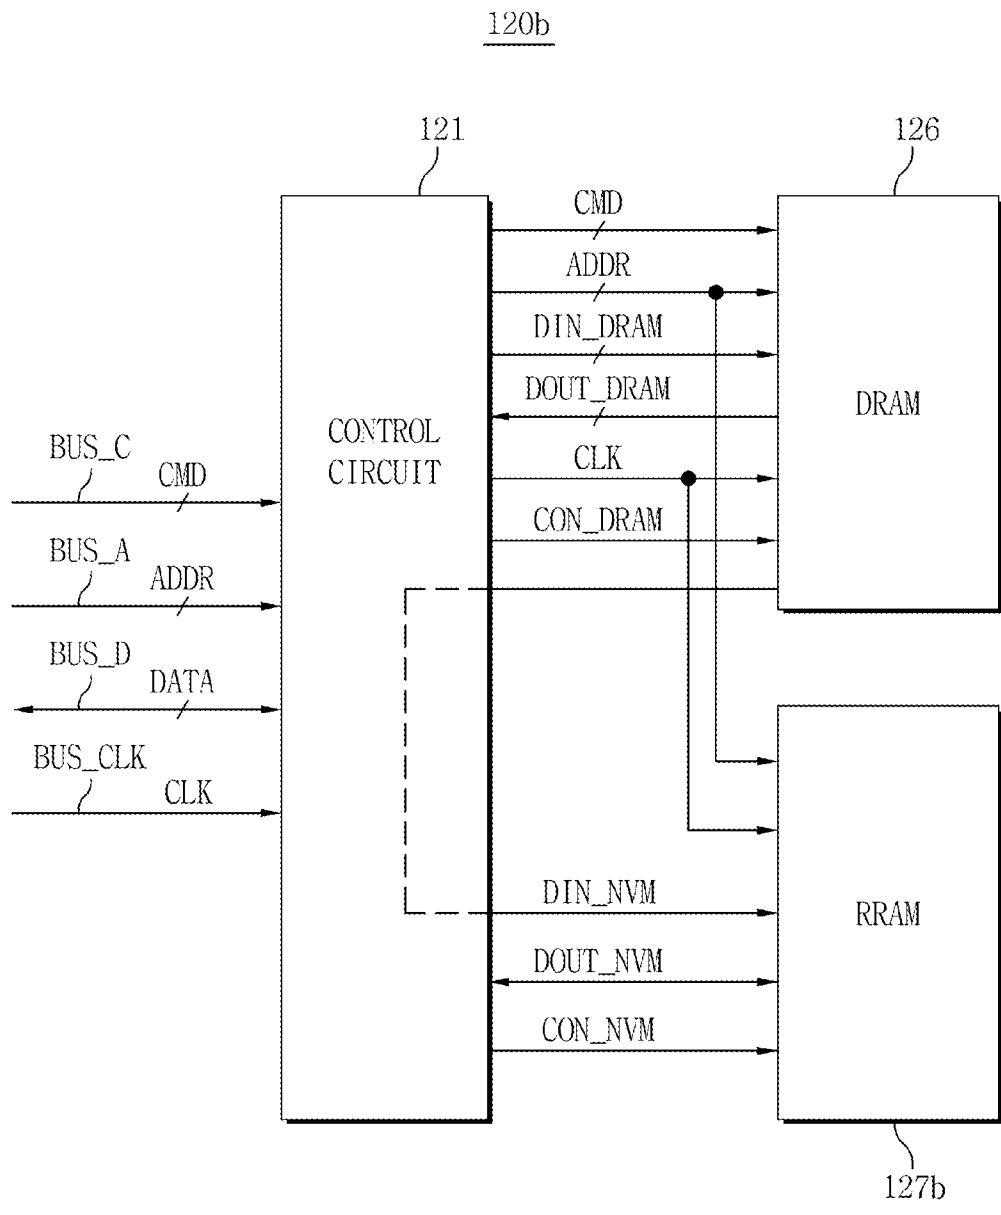 120b
121
126
CMD
ADDR
DIN_DRAM
DOUT_DRAM
CLK
CON_DRAM
DRAM
CONTROL
CIRCUIT
BUS_C
CMD
BUS_A
ADDR
BUS_D
DATA
BUS_CLK
CLK
DIN_NVM
DOUT_NVM
CON_NVM
RRAM
127b